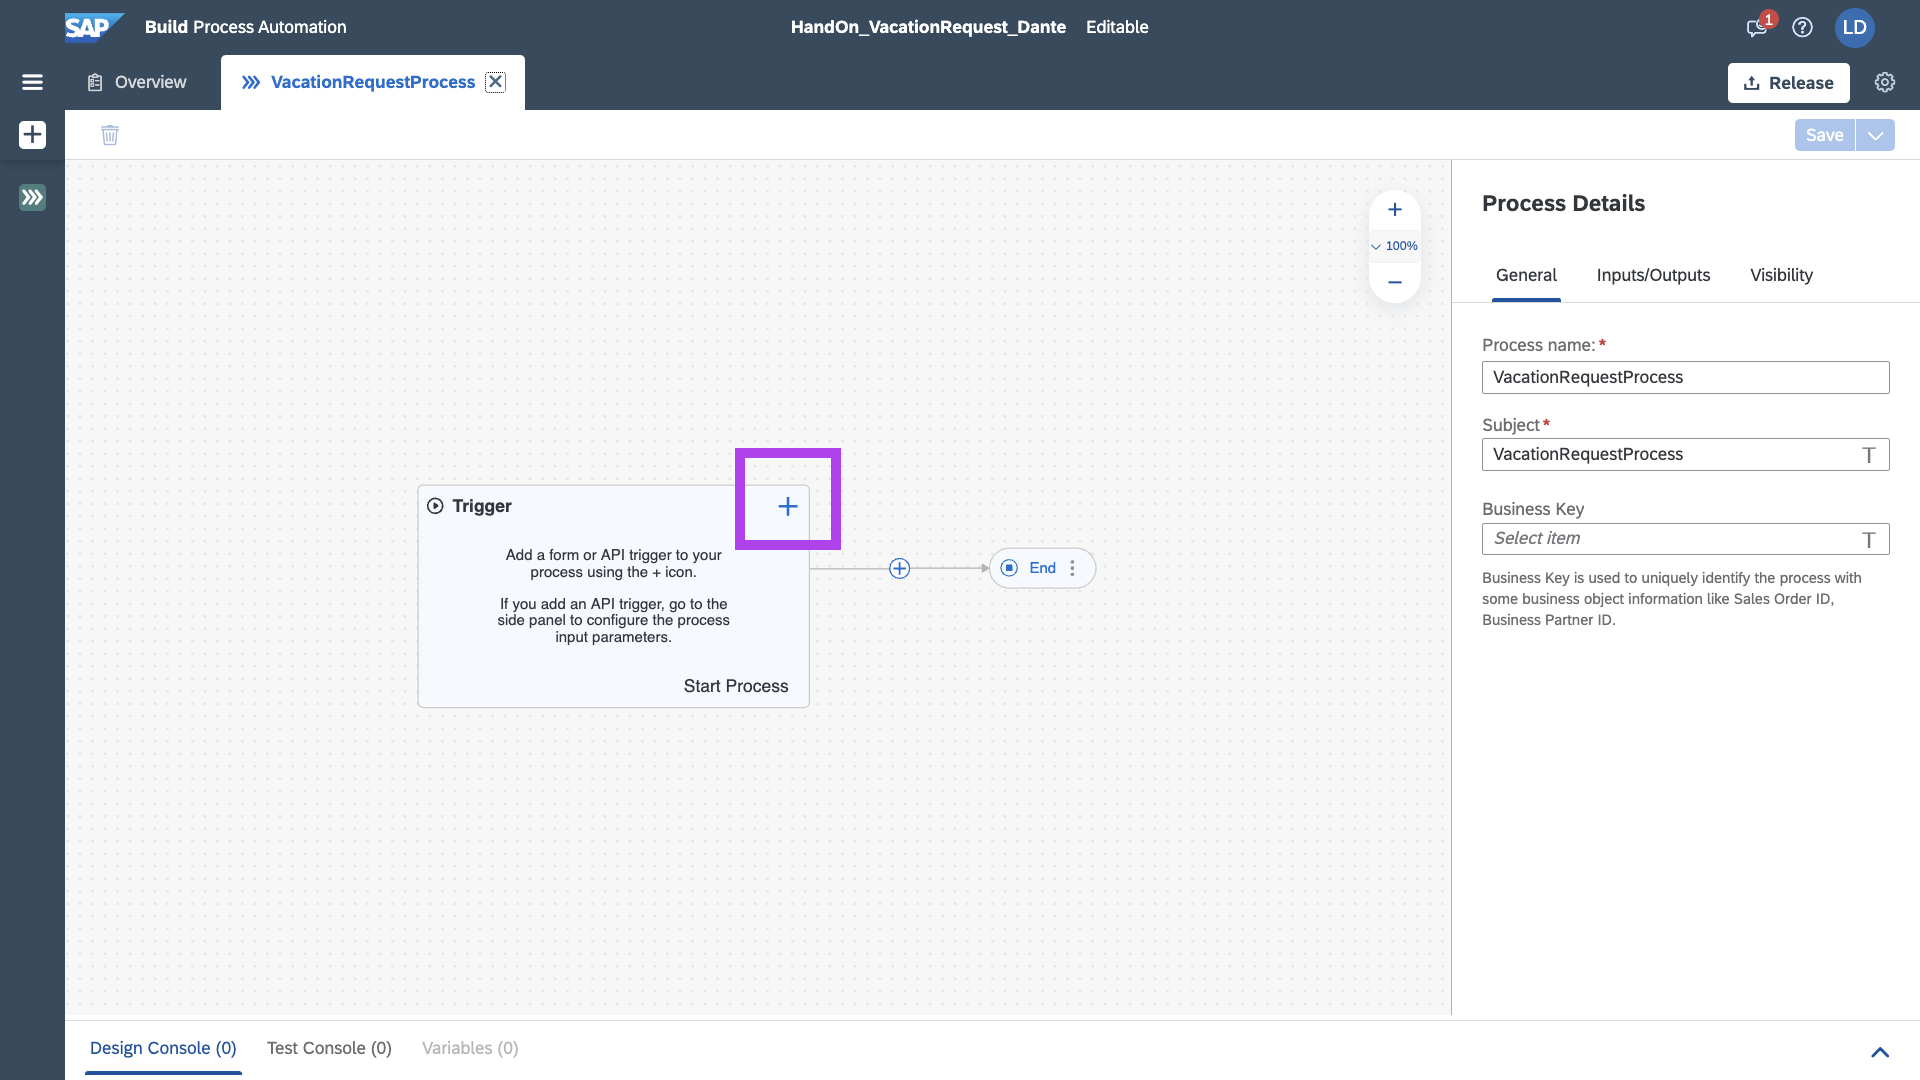 SAP Build Process Automation
HandOn_VacationRequest_Dante Editable
1
LD
Overview
VacationRequestProcess
Release
Save
100%
Trigger
Add a form or API trigger to your
process using the + icon.
If you add an API trigger, go to the
side panel to configure the process
input parameters.
Start Process
End
Process Details
General Inputs/Outputs Visibility
Process name:*
VacationRequestProcess
Subject*
VacationRequestProcess
T
Business Key
Select item
T
Business Key is used to uniquely identify the process with
some business object information like Sales Order ID,
Business Partner ID.
Design Console (0) Test Console (0) Variables (0)